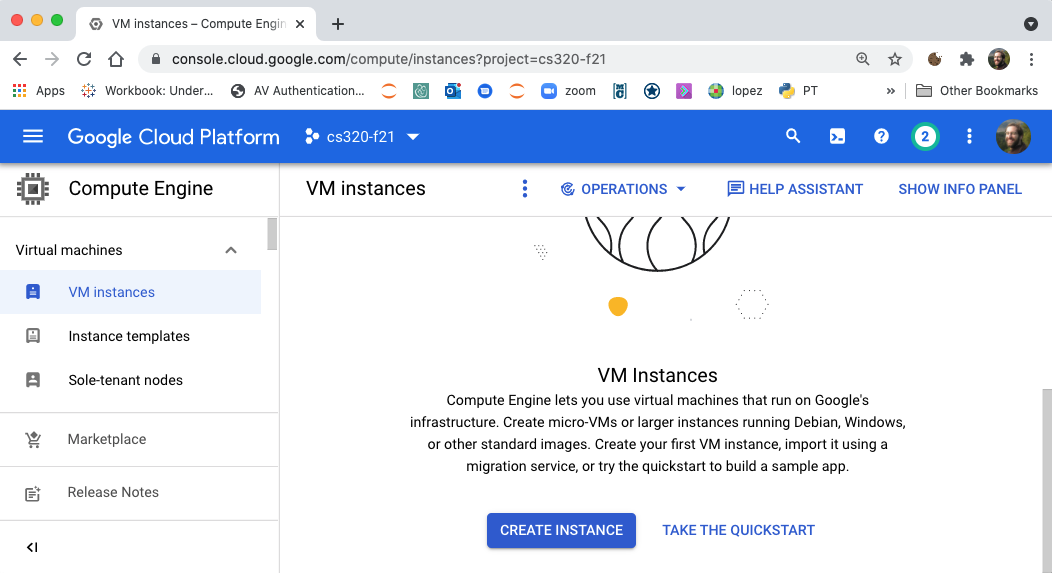 VM instances – Compute Engin
console.cloud.google.com/compute/instances?project=cs320-f21
Apps
Workbook: Under...
AV Authentication...
zoom
lopez
PT
»
Other Bookmarks
Google Cloud Platform
cs320-f21
2
Compute Engine
VM instances
OPERATIONS
HELP ASSISTANT
SHOW INFO PANEL
Virtual machines
VM instances
Instance templates
Sole-tenant nodes
Marketplace
Release Notes
VM Instances
Compute Engine lets you use virtual machines that run on Google's
infrastructure. Create micro-VMs or larger instances running Debian, Windows,
or other standard images. Create your first VM instance, import it using a
migration service, or try the quickstart to build a sample app.
CREATE INSTANCE
TAKE THE QUICKSTART